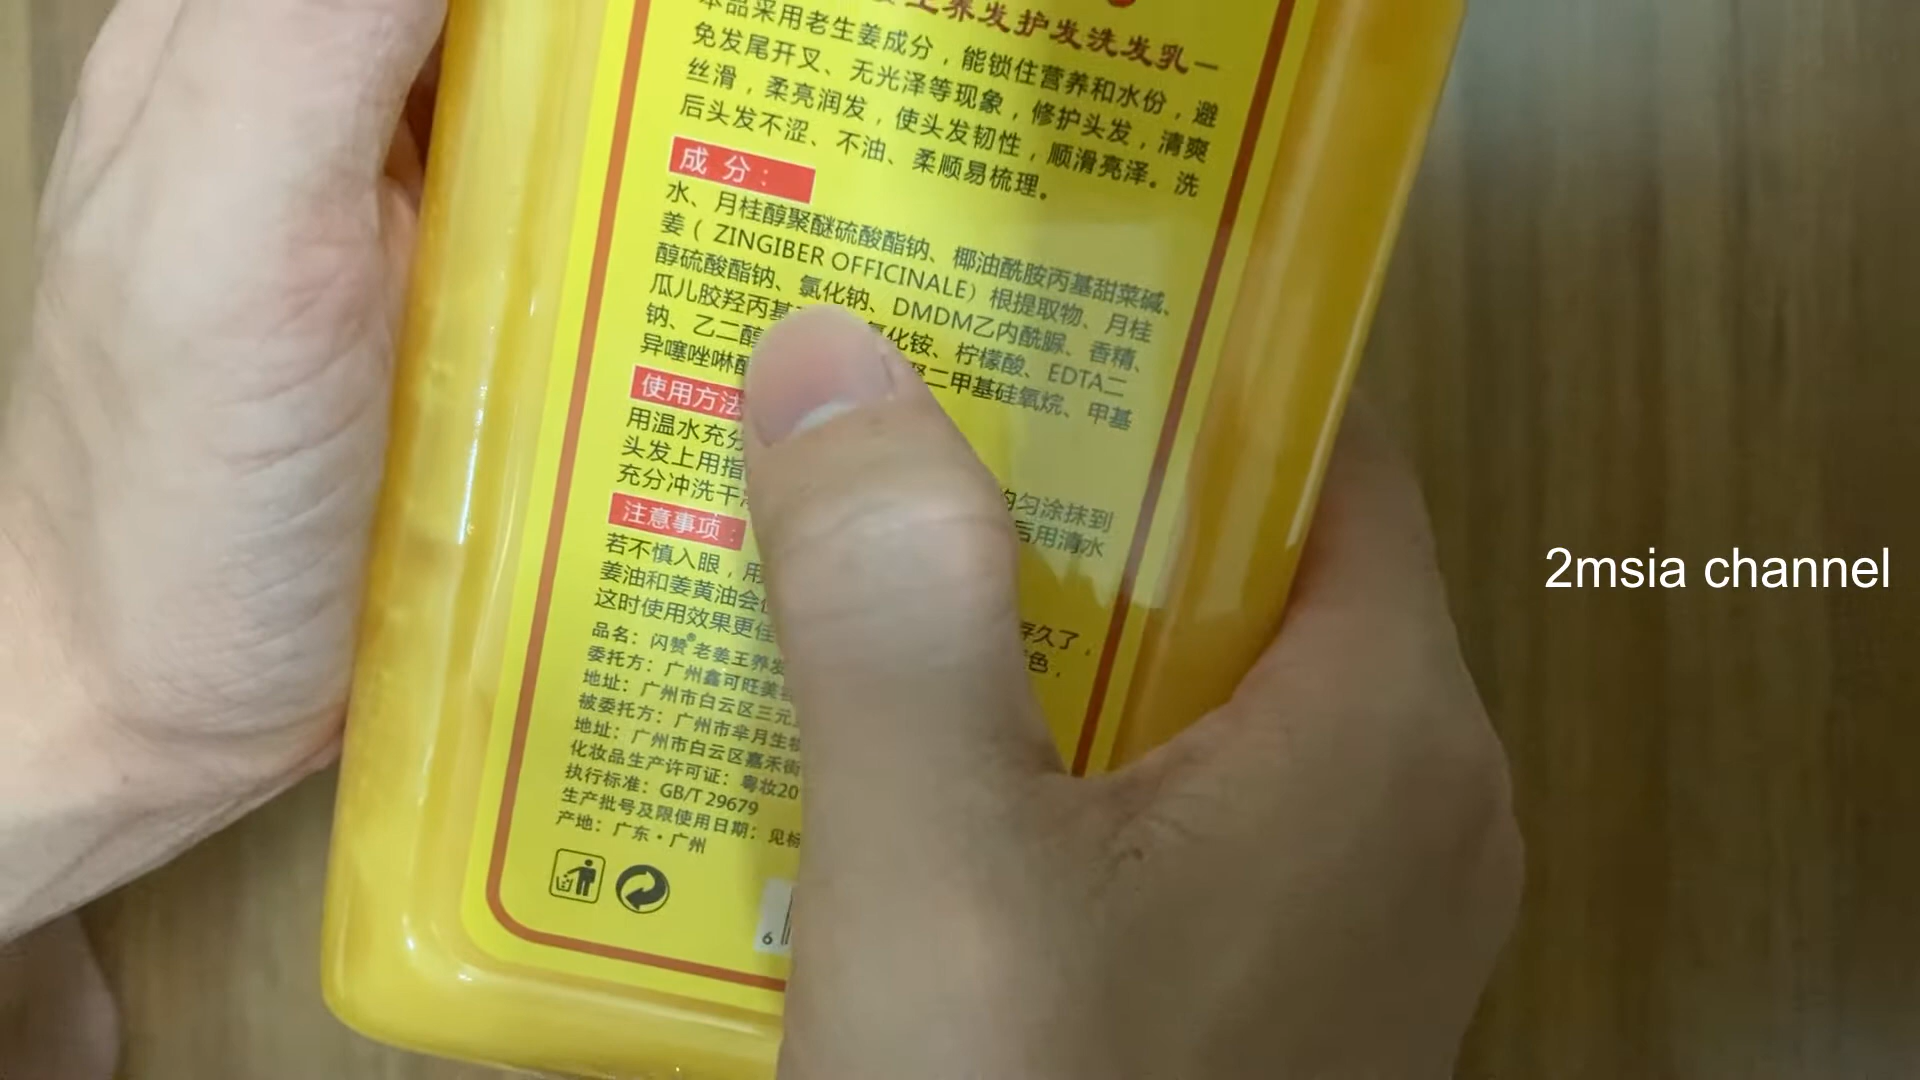 养发护发洗发乳一
本品采用老生姜成分，能锁住营养和水份，避
免发尾开叉、无光泽等现象，修护头发，清爽
丝滑，柔亮润发，使头发韧性，顺滑亮泽。洗
后头发不涩、不油、柔顺易梳理。
成分：
水、月桂醇聚醚硫酸酯钠、椰油酰胺丙基甜菜碱、
姜（ ZINGIBER OFFICINALE）根提取物、月桂
醇硫酸酯钠、氯化钠、DMDM乙内酰脲、香精、
瓜儿胶羟丙基 氯化铵、柠檬酸、EDTA二
钠、乙二醇 聚二甲基硅氧烷、甲基
异噻唑啉酮
使用方法
用温水充分 均匀涂抹到
头发上用指 后用清水
充分冲洗干
注意事项：
若不慎入眼，用
姜油和姜黄油会 存久了，
这时使用效果更佳 色，
品名：闪赞®老姜王养发
委托方：广州鑫可旺美
地址：广州市白云区三元
被委托方：广州市伞月生
地址：广州市白云区嘉禾街
化妆品生产许可证：粤妆20
执行标准：GB/T 29679
生产批号及限使用日期：见标
产地：广东·广州
6
2msia channel